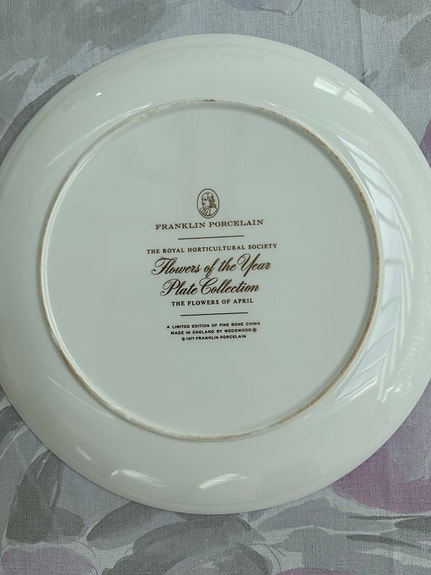 FRANKLIN PORCELAIN
THE ROYAL HORTICULTURAL SOCIETY
Flowers of the Year
Plate Collection
THE FLOWERS OF APRIL
A LIMITED EDITION OF FINE BONE CHINA
MADE IN ENGLAND BY WEDGWOOD ®
© 1977 FRANKLIN PORCELAIN